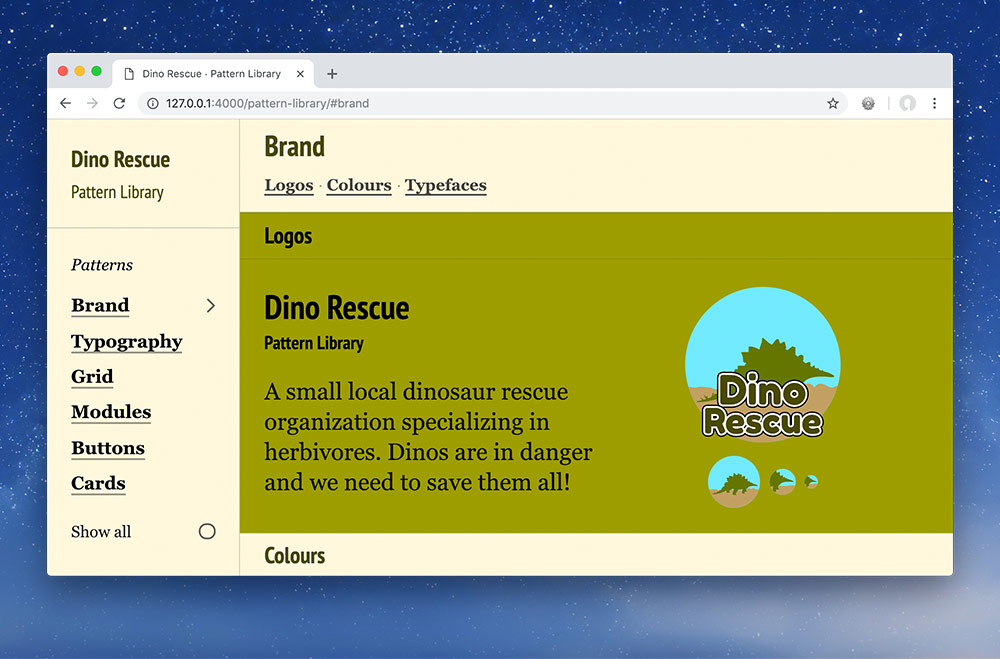 Dino Rescue · Pattern Library
127.0.0.1:4000/pattern-library/#brand
Dino Rescue
Pattern Library
Patterns
Brand
Typography
Grid
Modules
Buttons
Cards
Show all
Brand
Logos · Colours · Typefaces
Logos
Dino Rescue
Pattern Library
A small local dinosaur rescue
organization specializing in
herbivores. Dinos are in danger
and we need to save them all!
Dino
Rescue
Colours